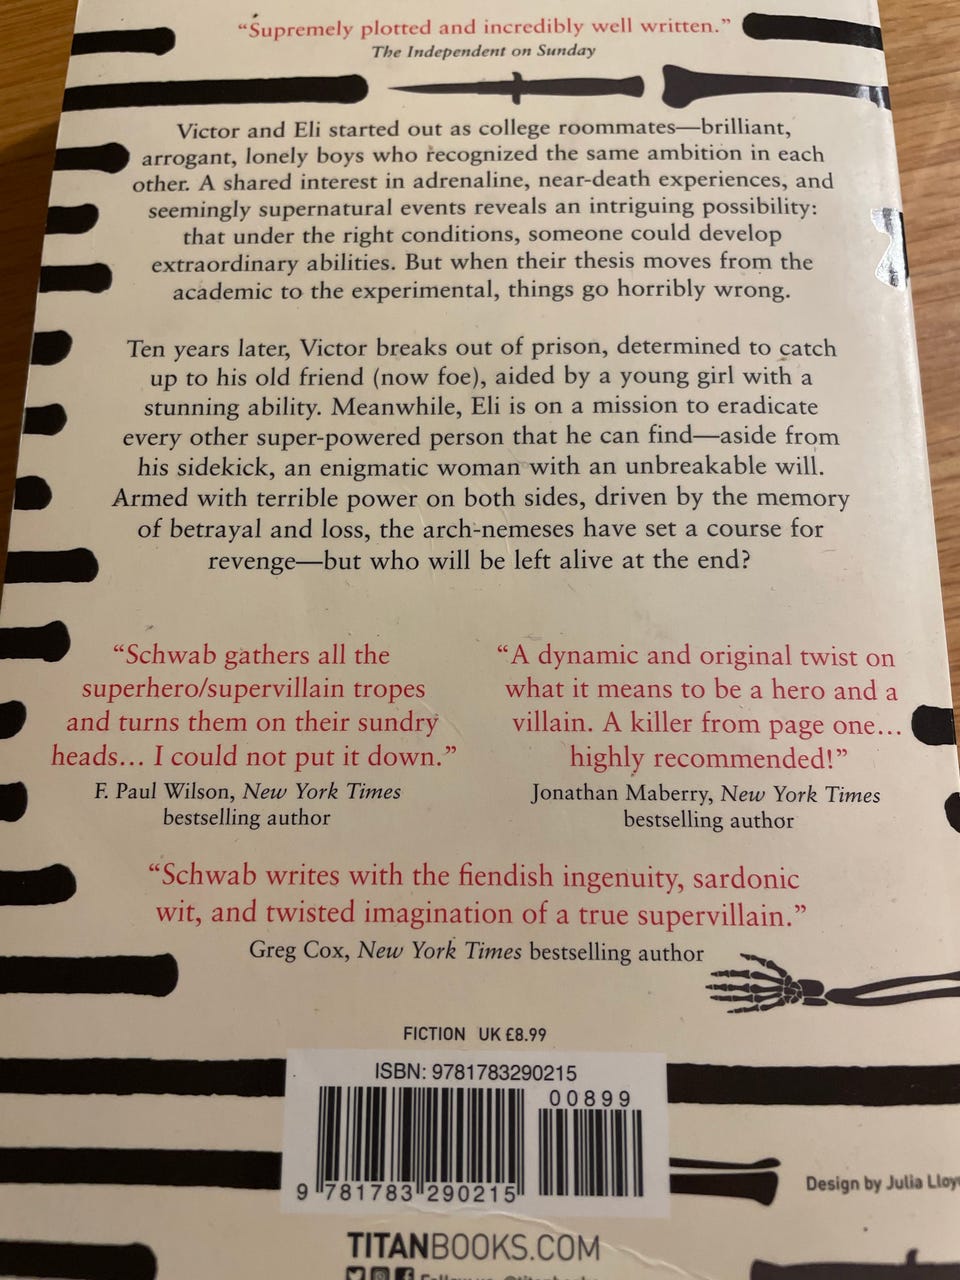 “Supremely plotted and incredibly well written.”
The Independent on Sunday
Victor and Eli started out as college roommates—brilliant,
arrogant, lonely boys who recognized the same ambition in each
other. A shared interest in adrenaline, near-death experiences, and
seemingly supernatural events reveals an intriguing possibility:
that under the right conditions, someone could develop
extraordinary abilities. But when their thesis moves from the
academic to the experimental, things go horribly wrong.
Ten years later, Victor breaks out of prison, determined to catch
up to his old friend (now foe), aided by a young girl with a
stunning ability. Meanwhile, Eli is on a mission to eradicate
every other super-powered person that he can find—aside from
his sidekick, an enigmatic woman with an unbreakable will.
Armed with terrible power on both sides, driven by the memory
of betrayal and loss, the arch-nemeses have set a course for
revenge—but who will be left alive at the end?
“Schwab gathers all the
superhero/supervillain tropes
and turns them on their sundry
heads... I could not put it down.”
F. Paul Wilson, New York Times
bestselling author
“A dynamic and original twist on
what it means to be a hero and a
villain. A killer from page one...
highly recommended!”
Jonathan Maberry, New York Times
bestselling author
“Schwab writes with the fiendish ingenuity, sardonic
wit, and twisted imagination of a true supervillain.”
Greg Cox, New York Times bestselling author
FICTION UK £8.99
ISBN: 9781783290215
00899
9 781783 290215
Design by Julia
TITANBOOKS.COM
Follow us